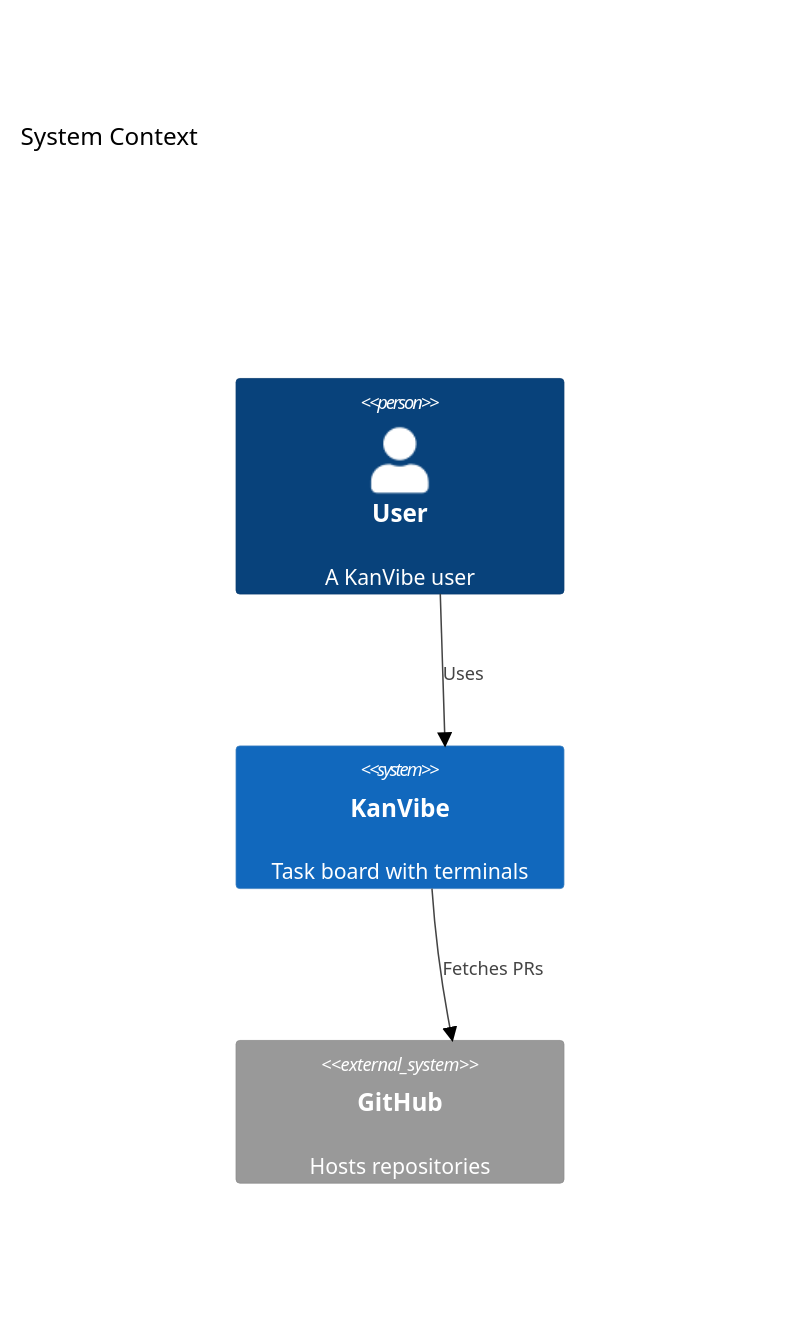 System Context
<<person>>
User
A KanVibe user
Uses
<<system>>
KanVibe
Task board with terminals
Fetches PRs
<<external_system>>
GitHub
Hosts repositories